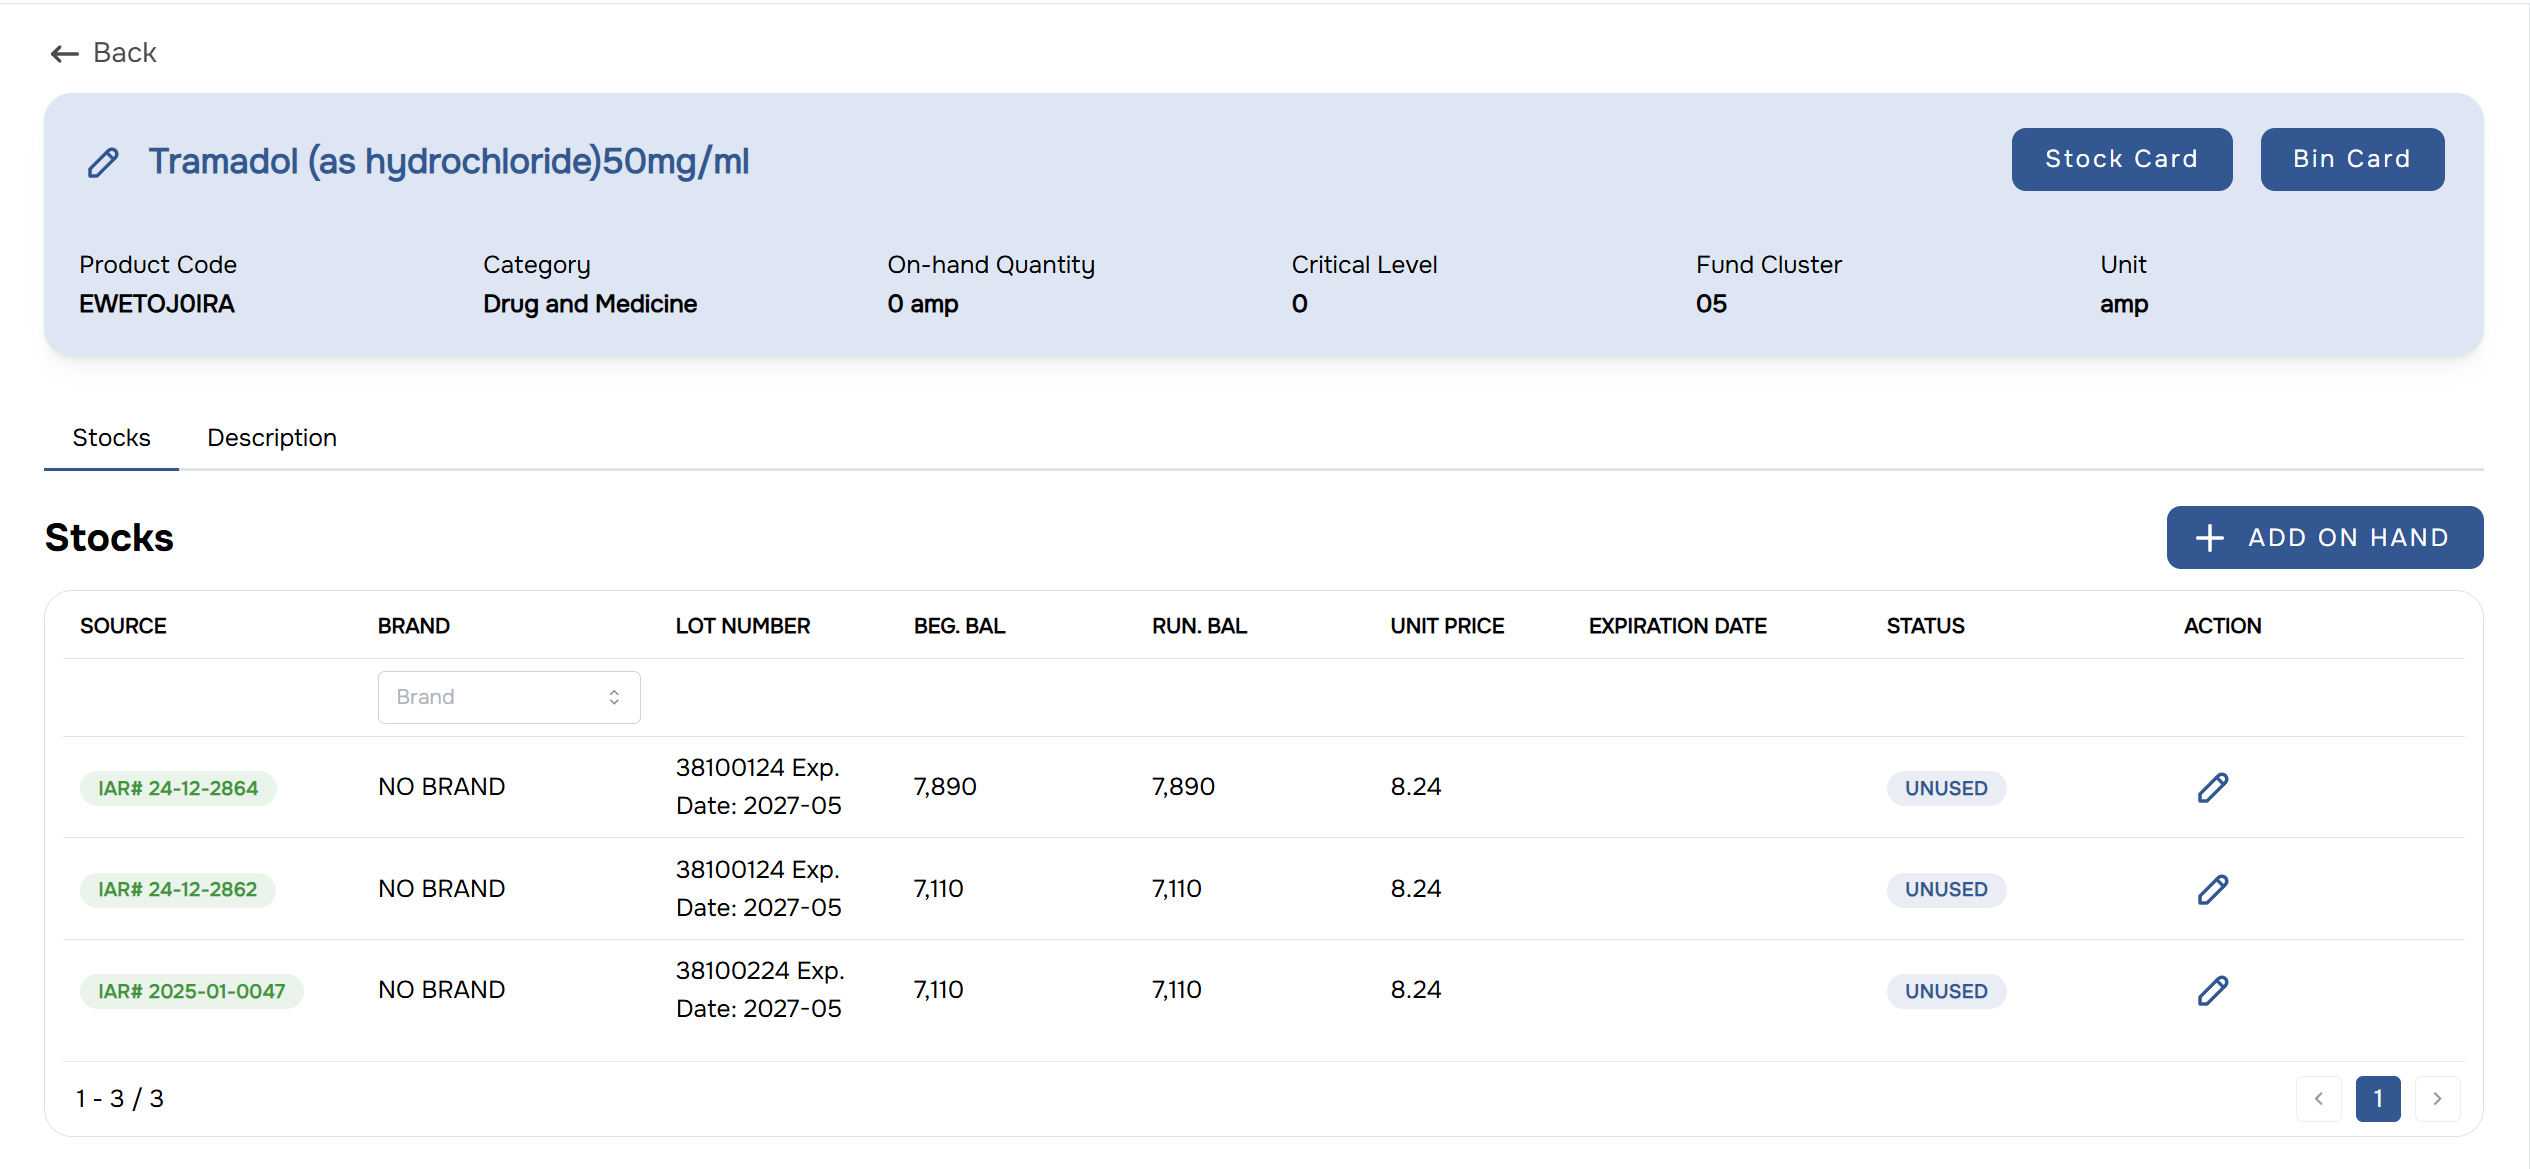 Back
Tramadol (as hydrochloride)50mg/ml
Stock Card
Bin Card
Product Code
Category
On-hand Quantity
Critical Level
Fund Cluster
Unit
EWETOJ0IRA
Drug and Medicine
0 amp
0
05
amp
Stocks
Description
Stocks
ADD ON HAND
SOURCE
BRAND
LOT NUMBER
BEG. BAL
RUN. BAL
UNIT PRICE
EXPIRATION DATE
STATUS
ACTION
Brand
IAR# 24-12-2864
NO BRAND
38100124 Exp.
Date: 2027-05
7,890
7,890
8.24
UNUSED
IAR# 24-12-2862
NO BRAND
38100124 Exp.
Date: 2027-05
7,110
7,110
8.24
UNUSED
IAR# 2025-01-0047
NO BRAND
38100224 Exp.
Date: 2027-05
7,110
7,110
8.24
UNUSED
1 - 3 / 3
1